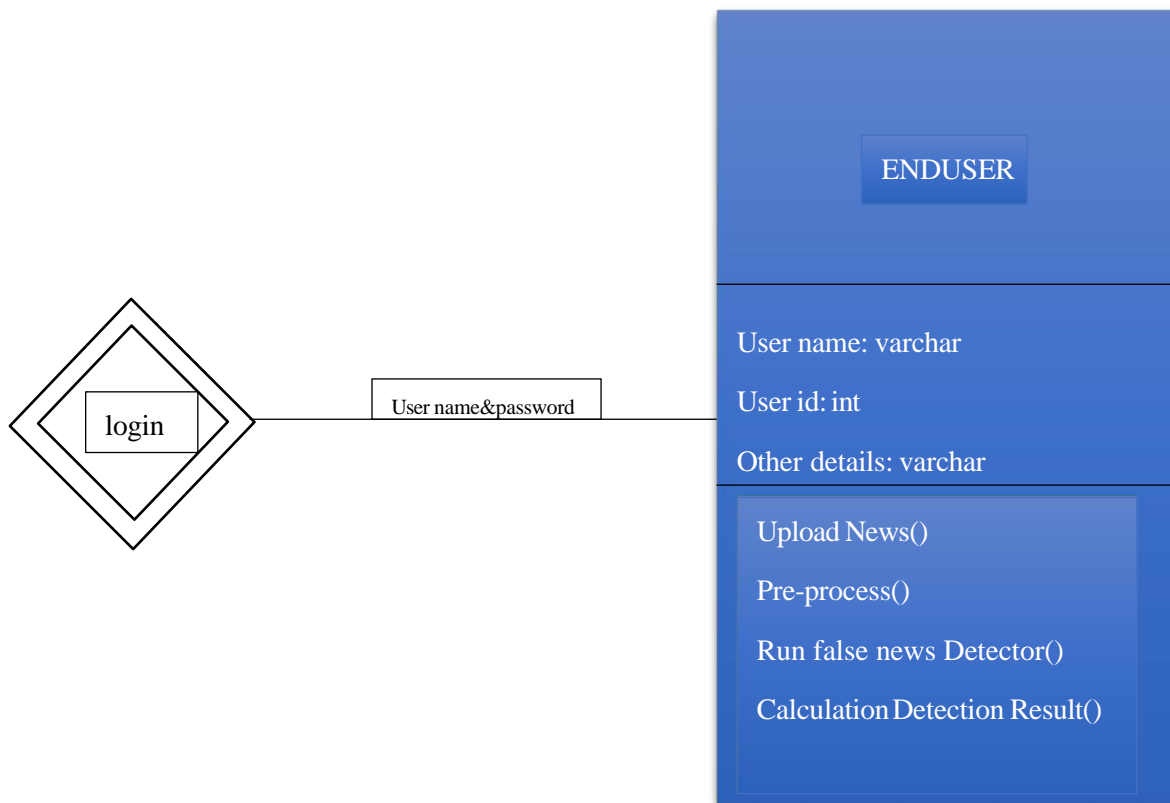 ENDUSER
User name: varchar
User id: int
Other details: varchar
login
User name&password
Upload News()
Pre-process()
Run false news Detector()
Calculation Detection Result()